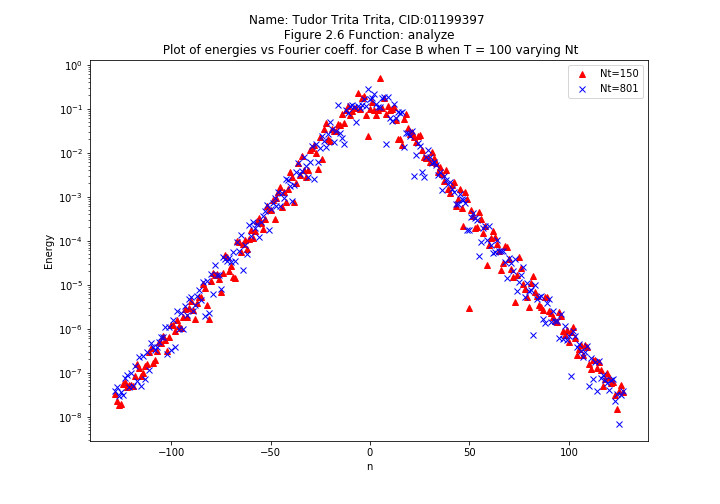 Name: Tudor Trita Trita, CID:01199397
Figure 2.6 Function: analyze
Plot of energies vs Fourier coeff. for Case B when T = 100 varying Nt
Nt=150
Nt=801
10⁰
10⁻¹
10⁻²
10⁻³
10⁻⁴
10⁻⁵
10⁻⁶
10⁻⁷
10⁻⁸
Energy
−100 −50 0 50 100
n